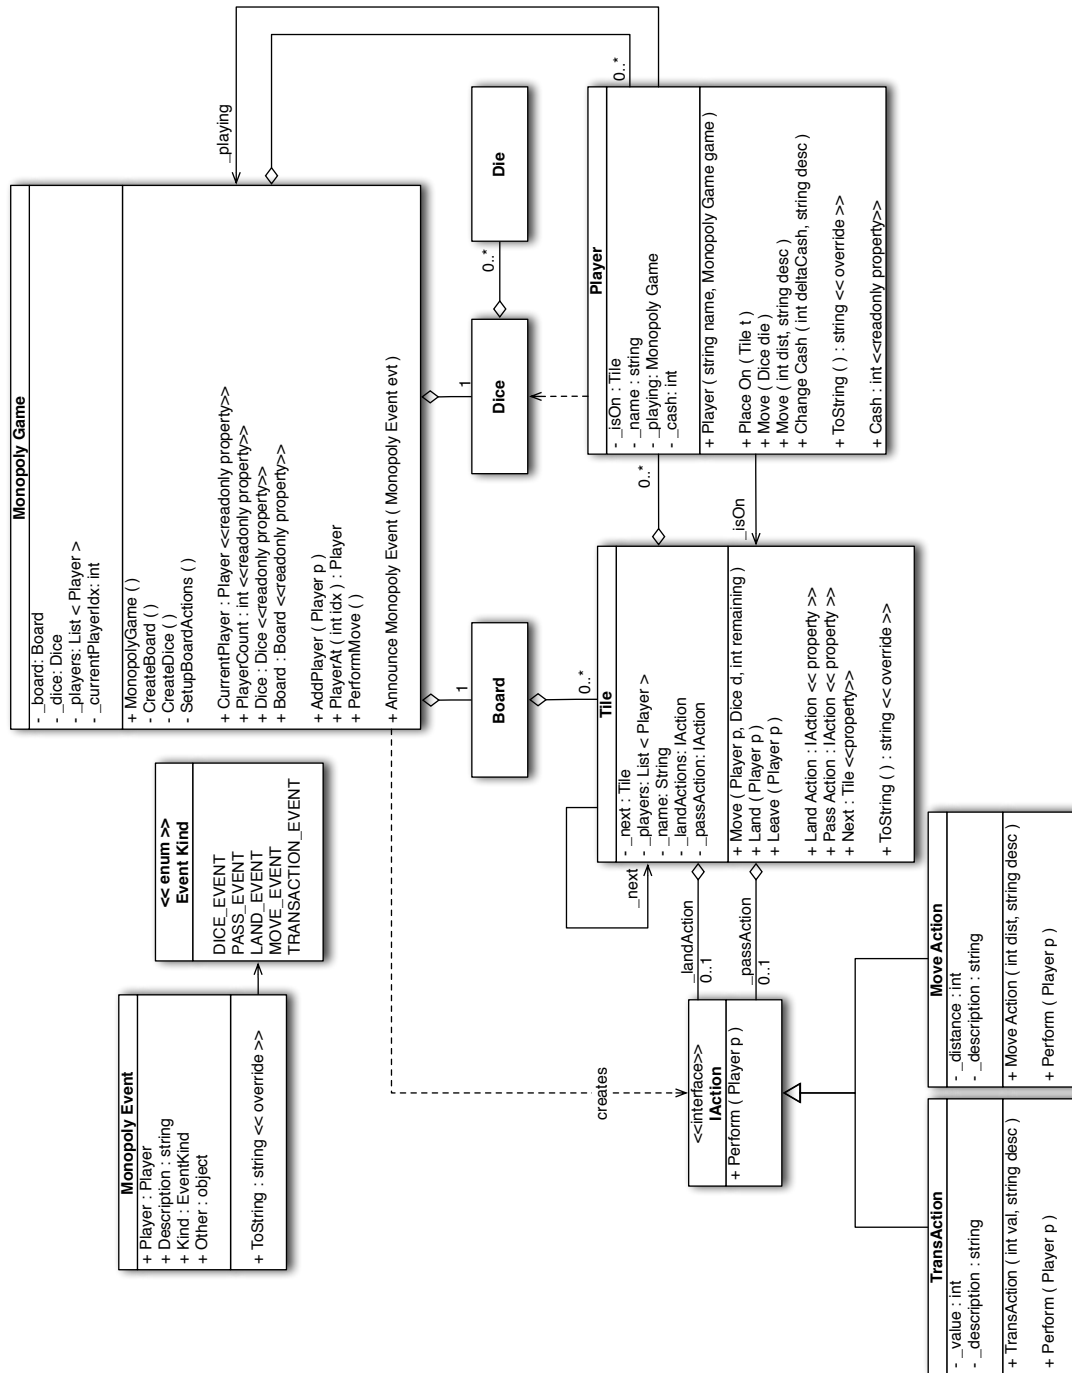 Monopoly Event
+ Player : Player
+ Description : string
+ Kind : EventKind
+ Other : object
+ ToString : string << override >>
<< enum >>
Event Kind
DICE_EVENT
PASS_EVENT
LAND_EVENT
MOVE_EVENT
TRANSACTION_EVENT
Monopoly Game
- _board: Board
- _dice: Dice
- _players: List < Player >
- _currentPlayerIdx: int
+ MonopolyGame ( )
- CreateBoard ( )
- CreateDice ( )
- SetupBoardActions ( )
+ CurrentPlayer : Player <<readonly property>>
+ PlayerCount : int <<readonly property>>
+ Dice : Dice <<readonly property>>
+ Board : Board <<readonly property>>
+ AddPlayer ( Player p )
+ PlayerAt ( int idx ) : Player
+ PerformMove ( )
+ Announce Monopoly Event ( Monopoly Event evt )
_playing
creates
1
1
Board
Dice
0..*
Die
0..*
0..*
<<interface>>
IAction
+ Perform ( Player p )
_landAction
0..1
_passAction
0..1
_next
Tile
- _next : Tile
- _players: List < Player >
- _name: String
- _landActions: IAction
- _passAction: IAction
+ Move ( Player p, Dice d, int remaining )
+ Land ( Player p )
+ Leave ( Player p )
+ Land Action : IAction << property >>
+ Pass Action : IAction << property >>
+ Next : Tile <<property>>
+ ToString ( ) : string << override >>
0..*
_isOn
Player
- _isOn : Tile
- _name : string
- _playing: Monopoly Game
- _cash: int
+ Player ( string name, Monopoly Game game )
+ Place On ( Tile t )
+ Move ( Dice die )
+ Move ( int dist, string desc )
+ Change Cash ( int deltaCash, string desc )
+ ToString ( ) : string << override >>
+ Cash : int <<readonly property>>
TransAction
- _value : int
- _description : string
+ TransAction ( int val, string desc )
+ Perform ( Player p )
Move Action
- _distance : int
- _description : string
+ Move Action ( int dist, string desc )
+ Perform ( Player p )